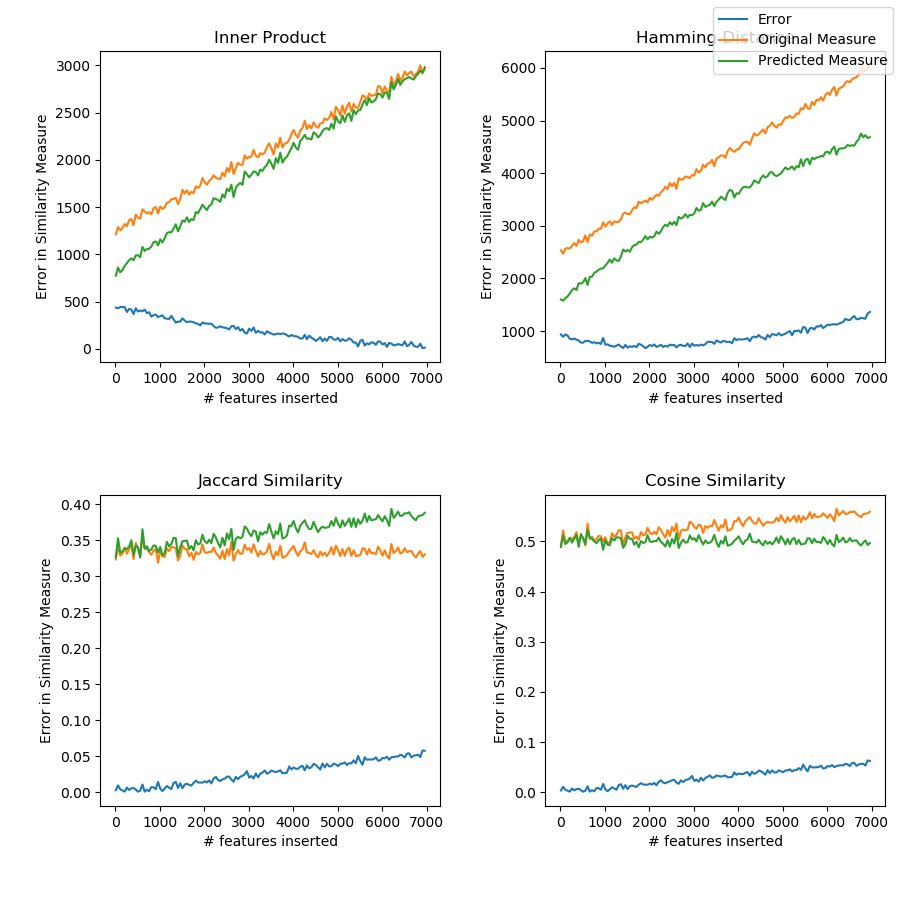 Error
Original Measure
Predicted Measure
Inner Product
Error in Similarity Measure
3000
2500
2000
1500
1000
500
0
0 1000 2000 3000 4000 5000 6000 7000
# features inserted
Hamming Distance
Error in Similarity Measure
6000
5000
4000
3000
2000
1000
0 1000 2000 3000 4000 5000 6000 7000
# features inserted
Jaccard Similarity
Error in Similarity Measure
0.40
0.35
0.30
0.25
0.20
0.15
0.10
0.05
0.00
0 1000 2000 3000 4000 5000 6000 7000
# features inserted
Cosine Similarity
Error in Similarity Measure
0.5
0.4
0.3
0.2
0.1
0.0
0 1000 2000 3000 4000 5000 6000 7000
# features inserted